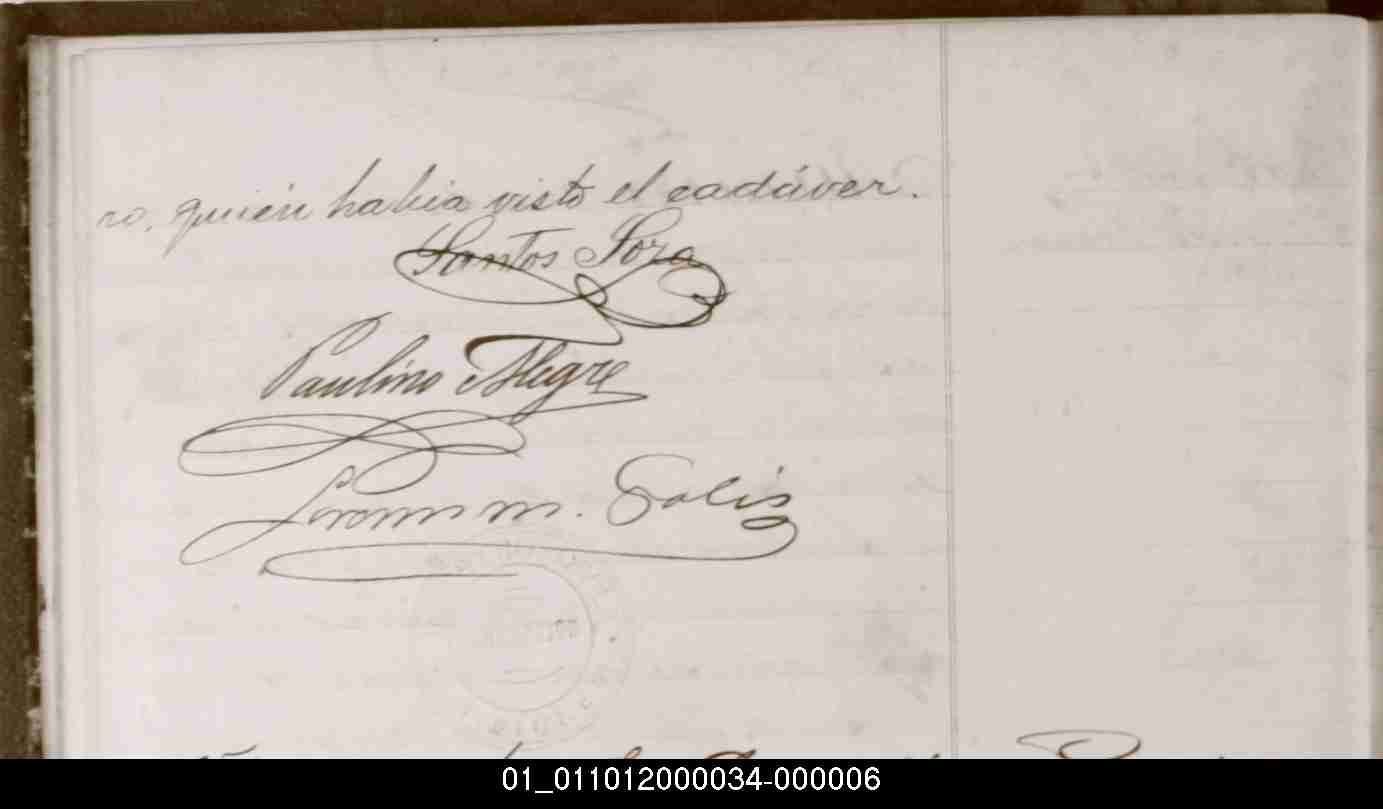 ro, quien habia visto el cadáver.
Santos Soza
Paulino Alegre
m. Solis
01_011012000034-000006